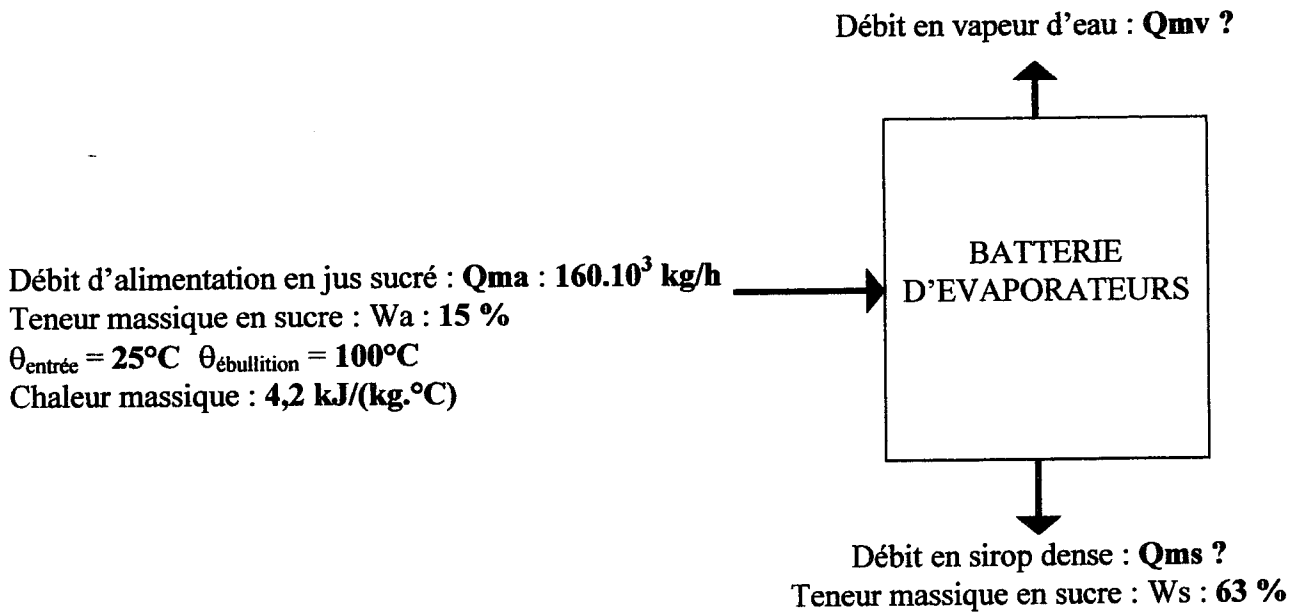 Débit en vapeur d'eau : Qmv ?
BATTERIE
D'EVAPORATEURS
Débit d'alimentation en jus sucré : Qma : 160.10³ kg/h
Teneur massique en sucre : Wa : 15 %
θentrée = 25°C θébullition = 100°C
Chaleur massique : 4,2 kJ/(kg.°C)
Débit en sirop dense : Qms ?
Teneur massique en sucre : Ws : 63 %